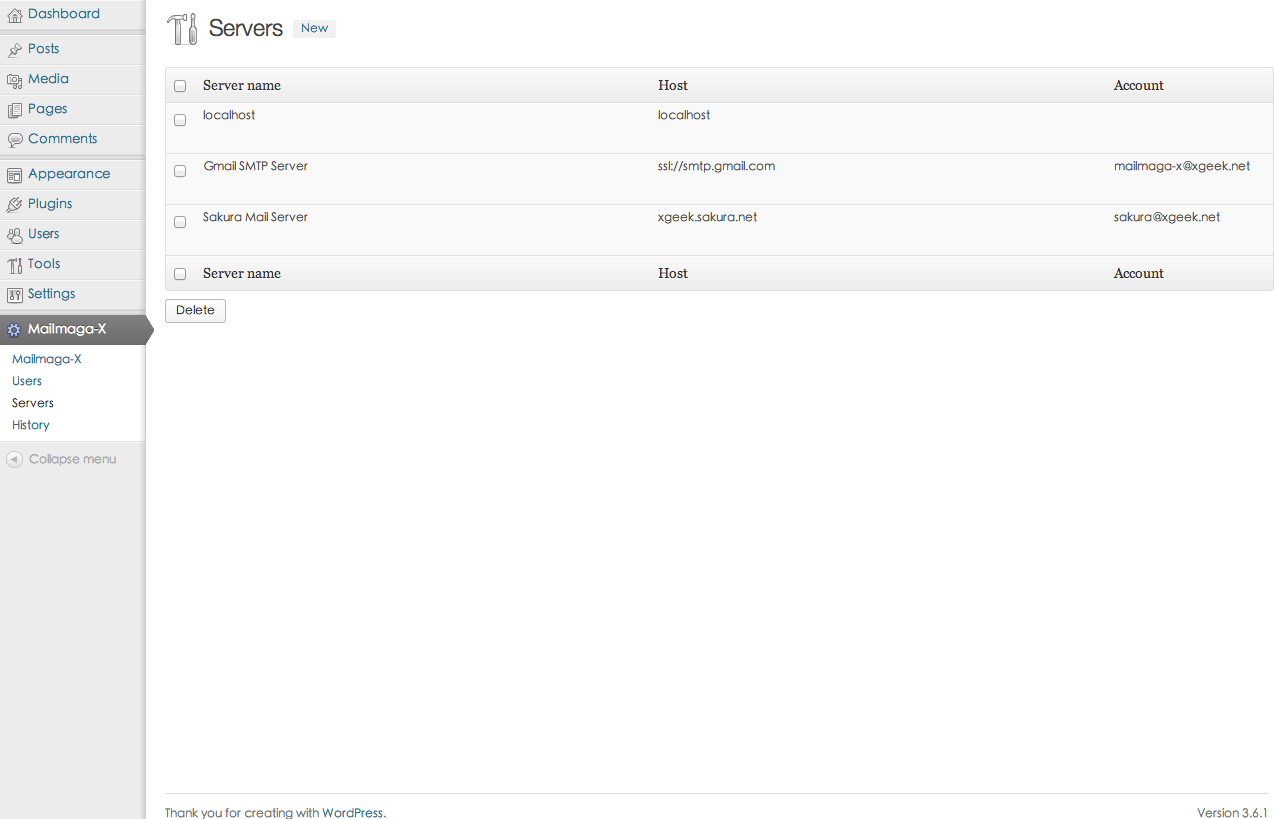 Dashboard
Posts
Media
Pages
Comments
Appearance
Plugins
Users
Tools
Settings
Mailmaga-X
Mailmaga-X
Users
Servers
History
Collapse menu
Servers New
Server name Host Account
localhost localhost
Gmail SMTP Server ssl://smtp.gmail.com mailmaga-x@xgeek.net
Sakura Mail Server xgeek.sakura.net sakura@xgeek.net
Server name Host Account
Delete
Thank you for creating with WordPress. Version 3.6.1